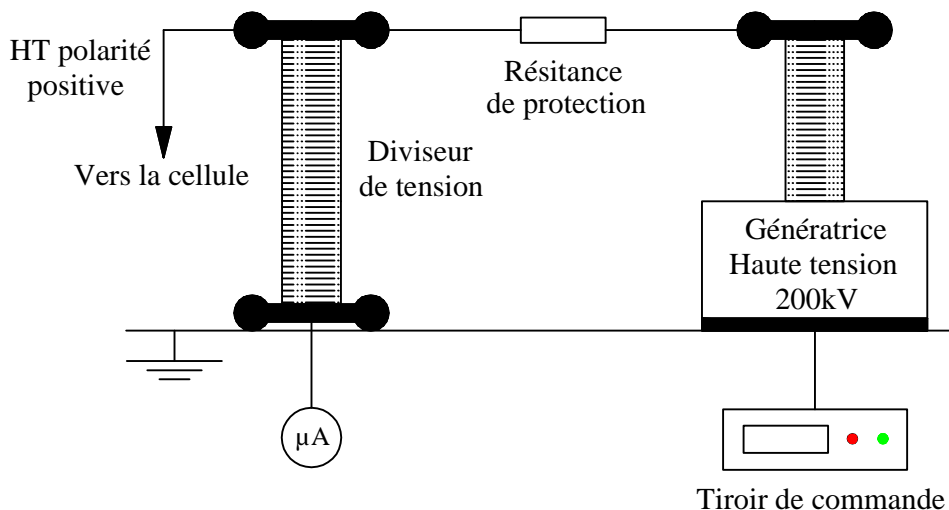 HT polarité
positive
Vers la cellule
Diviseur
de tension
Résitance
de protection
Génératrice
Haute tension
200kV
µA
Tiroir de commande